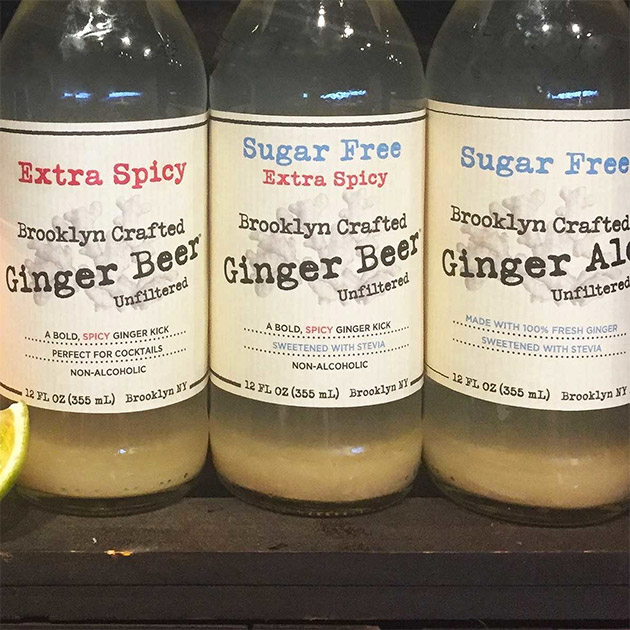 Extra Spicy
Brooklyn Crafted
Ginger Beer®
Unfiltered
A BOLD, SPICY GINGER KICK
PERFECT FOR COCKTAILS
NON-ALCOHOLIC
12 FL OZ (355 mL) Brooklyn NY
Sugar Free
Extra Spicy
Brooklyn Crafted
Ginger Beer®
Unfiltered
A BOLD, SPICY GINGER KICK
SWEETENED WITH STEVIA
NON-ALCOHOLIC
12 FL OZ (355 mL) Brooklyn NY
Sugar Free
Brooklyn Crafted
Ginger Ale
Unfiltered
MADE WITH 100% FRESH GINGER
SWEETENED WITH STEVIA
12 FL OZ (355 mL) Brooklyn NY